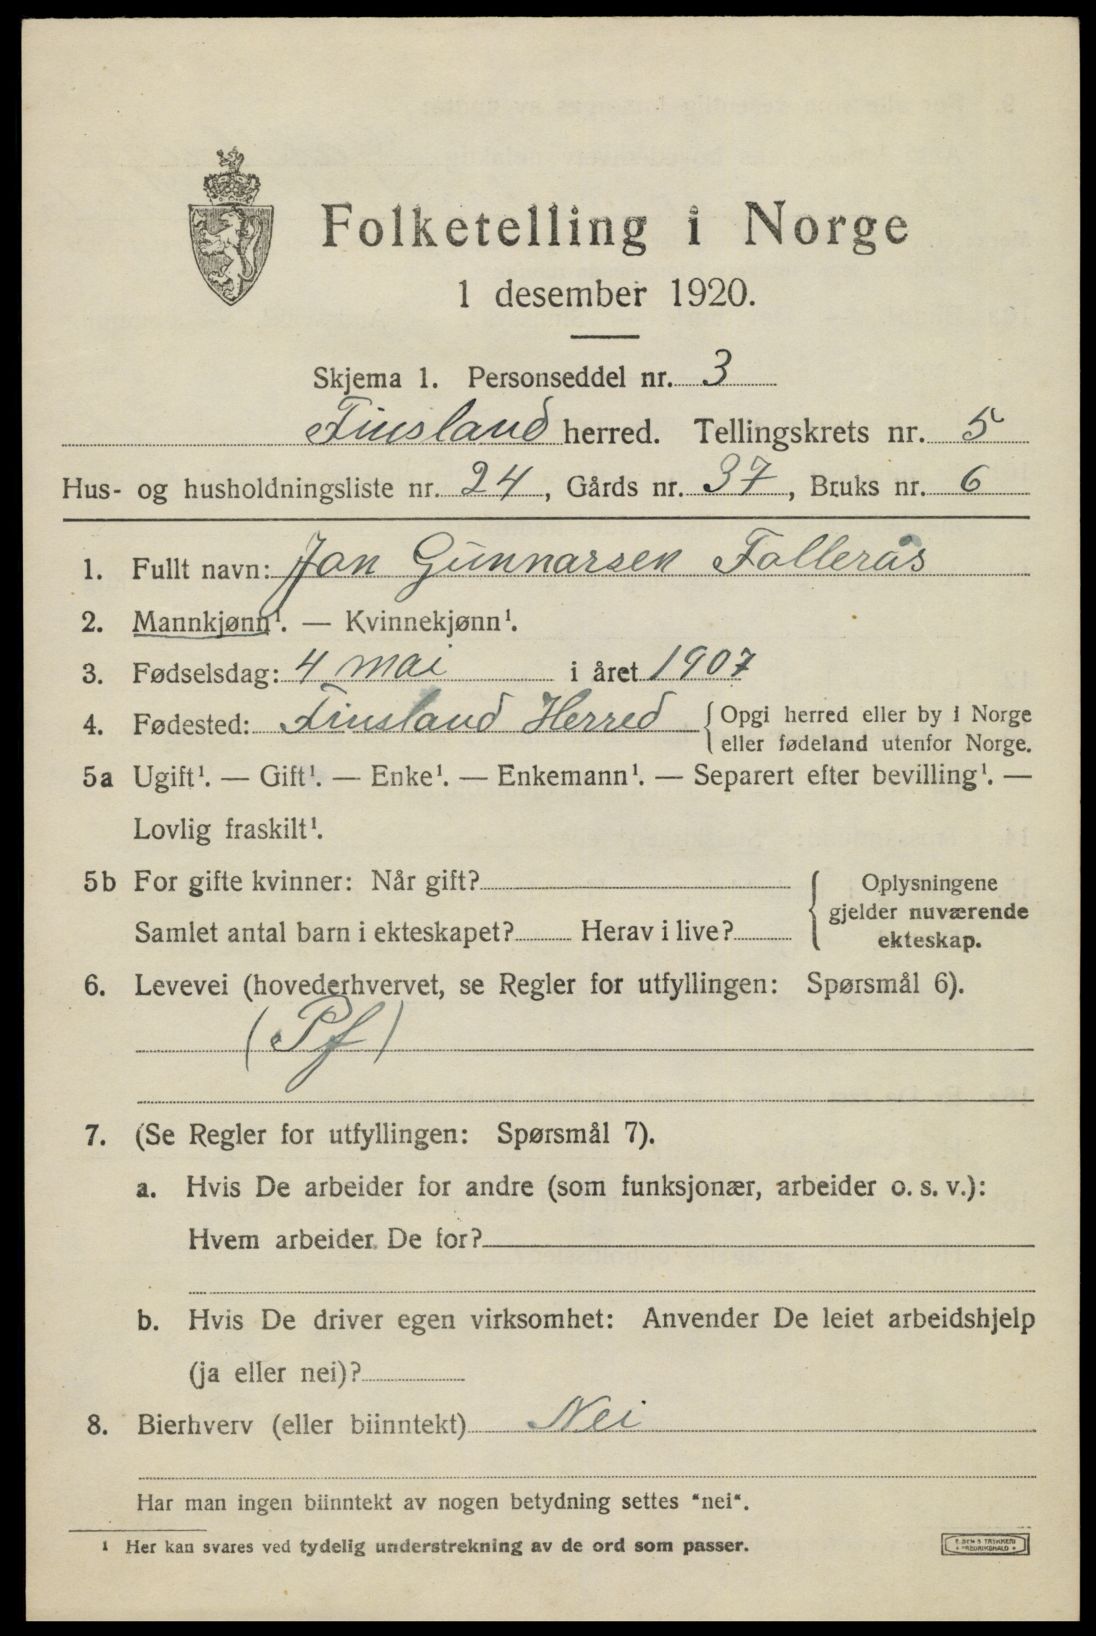 Folketelling i Norge
1 desember 1920.
Skjema 1. Personseddel nr. 3
Finsland herred. Tellingskrets nr. 5
Hus- og husholdningsliste nr. 24, Gårds nr. 37, Bruks nr. 6
1. Fullt navn: Jon Gunnarsen Follerås
2. Mannkjønn¹. — Kvinnekjønn¹.
3. Fødselsdag: 4 mai i året 1907
4. Fødested: Finsland Herred {Opgi herred eller by i Norge
eller fødeland utenfor Norge.
5a Ugift¹. — Gift¹. — Enke¹. — Enkemann¹. — Separert efter bevilling¹. —
Lovlig fraskilt¹.
5b For gifte kvinner: Når gift?
Samlet antal barn i ekteskapet? Herav i live?
Oplysningene
gjelder nuværende
ekteskap.
6. Levevei (hovederhvervet, se Regler for utfyllingen: Spørsmål 6).
(Pf)
7. (Se Regler for utfyllingen: Spørsmål 7).
a. Hvis De arbeider for andre (som funksjonær, arbeider o. s. v.):
Hvem arbeider De for?
b. Hvis De driver egen virksomhet: Anvender De leiet arbeidshjelp
(ja eller nei)?
8. Bierhverv (eller biinntekt) Nei
Har man ingen biinntekt av nogen betydning settes "nei".
¹ Her kan svares ved tydelig understrekning av de ord som passer.